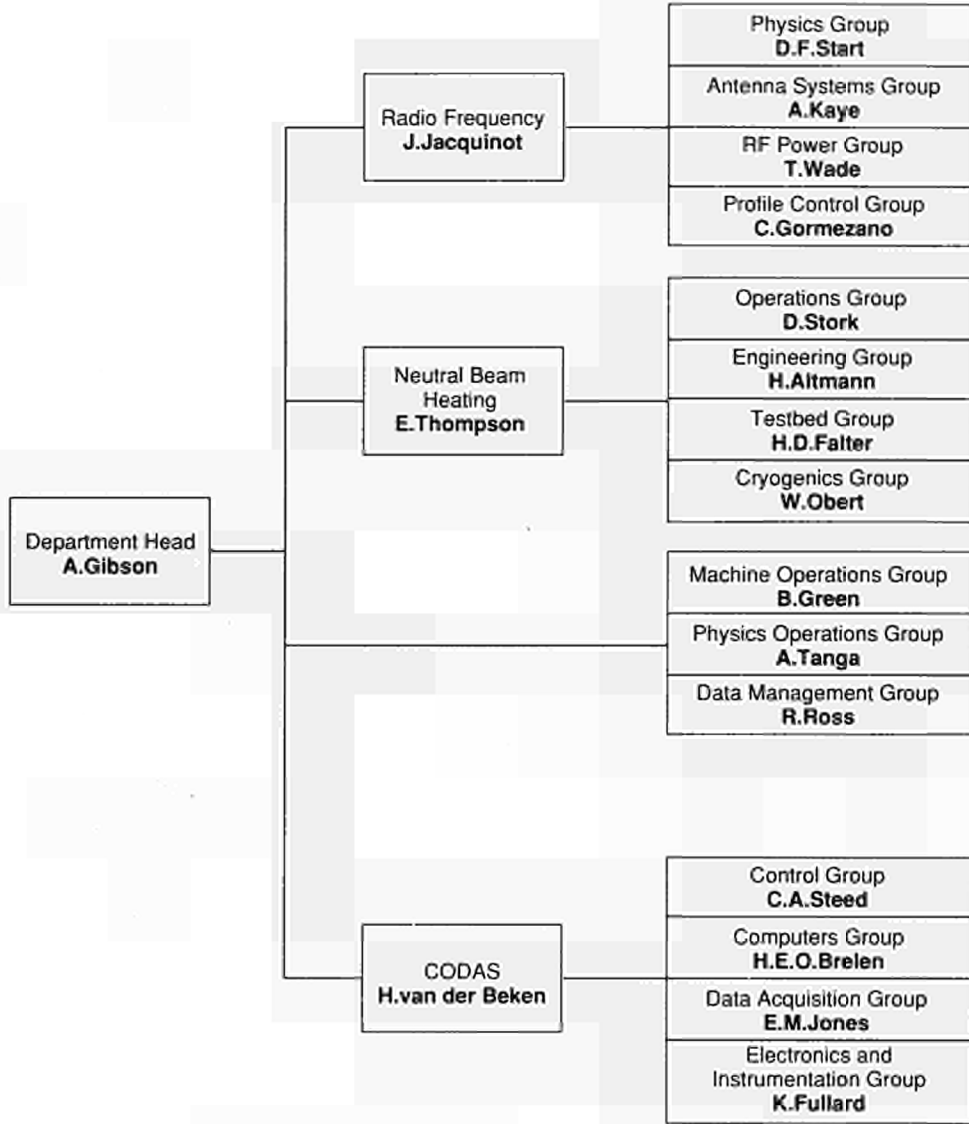 Department Head
A.Gibson
Radio Frequency
J.Jacquinot
Physics Group
D.F.Start
Antenna Systems Group
A.Kaye
RF Power Group
T.Wade
Profile Control Group
C.Gormezano
Neutral Beam
Heating
E.Thompson
Operations Group
D.Stork
Engineering Group
H.Altmann
Testbed Group
H.D.Falter
Cryogenics Group
W.Obert
Machine Operations Group
B.Green
Physics Operations Group
A.Tanga
Data Management Group
R.Ross
CODAS
H.van der Beken
Control Group
C.A.Steed
Computers Group
H.E.O.Brelen
Data Acquisition Group
E.M.Jones
Electronics and
Instrumentation Group
K.Fullard